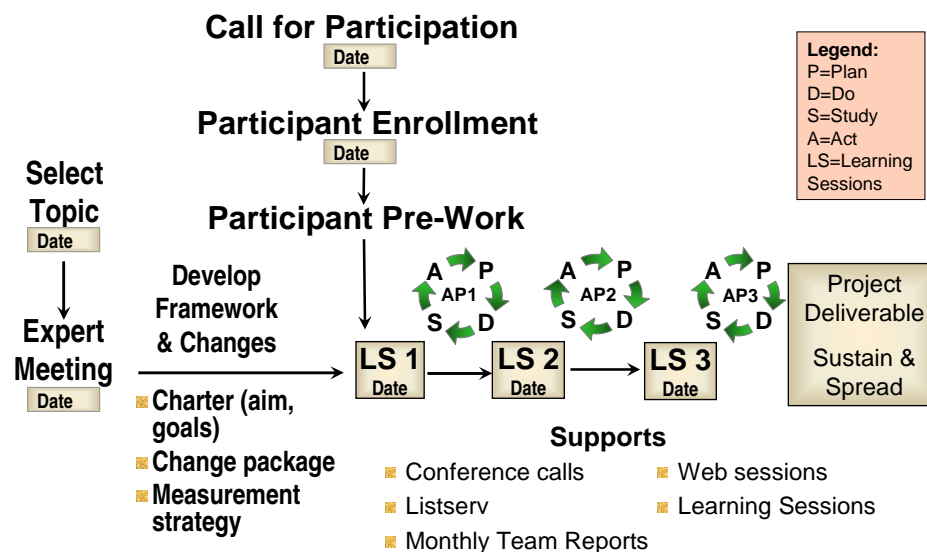 Call for Participation
Date
Participant Enrollment
Date
Participant Pre-Work
Legend:
P=Plan
D=Do
S=Study
A=Act
LS=Learning
Sessions
Select
Topic
Date
Expert
Meeting
Date
Develop
Framework
& Changes
Charter (aim,
goals)
Change package
Measurement
strategy
A P
AP1
S D
A P
AP2
S D
A P
AP3
S D
LS 1
Date
LS 2
Date
LS 3
Date
Project
Deliverable
Sustain &
Spread
Supports
Conference calls
Listserv
Monthly Team Reports
Web sessions
Learning Sessions